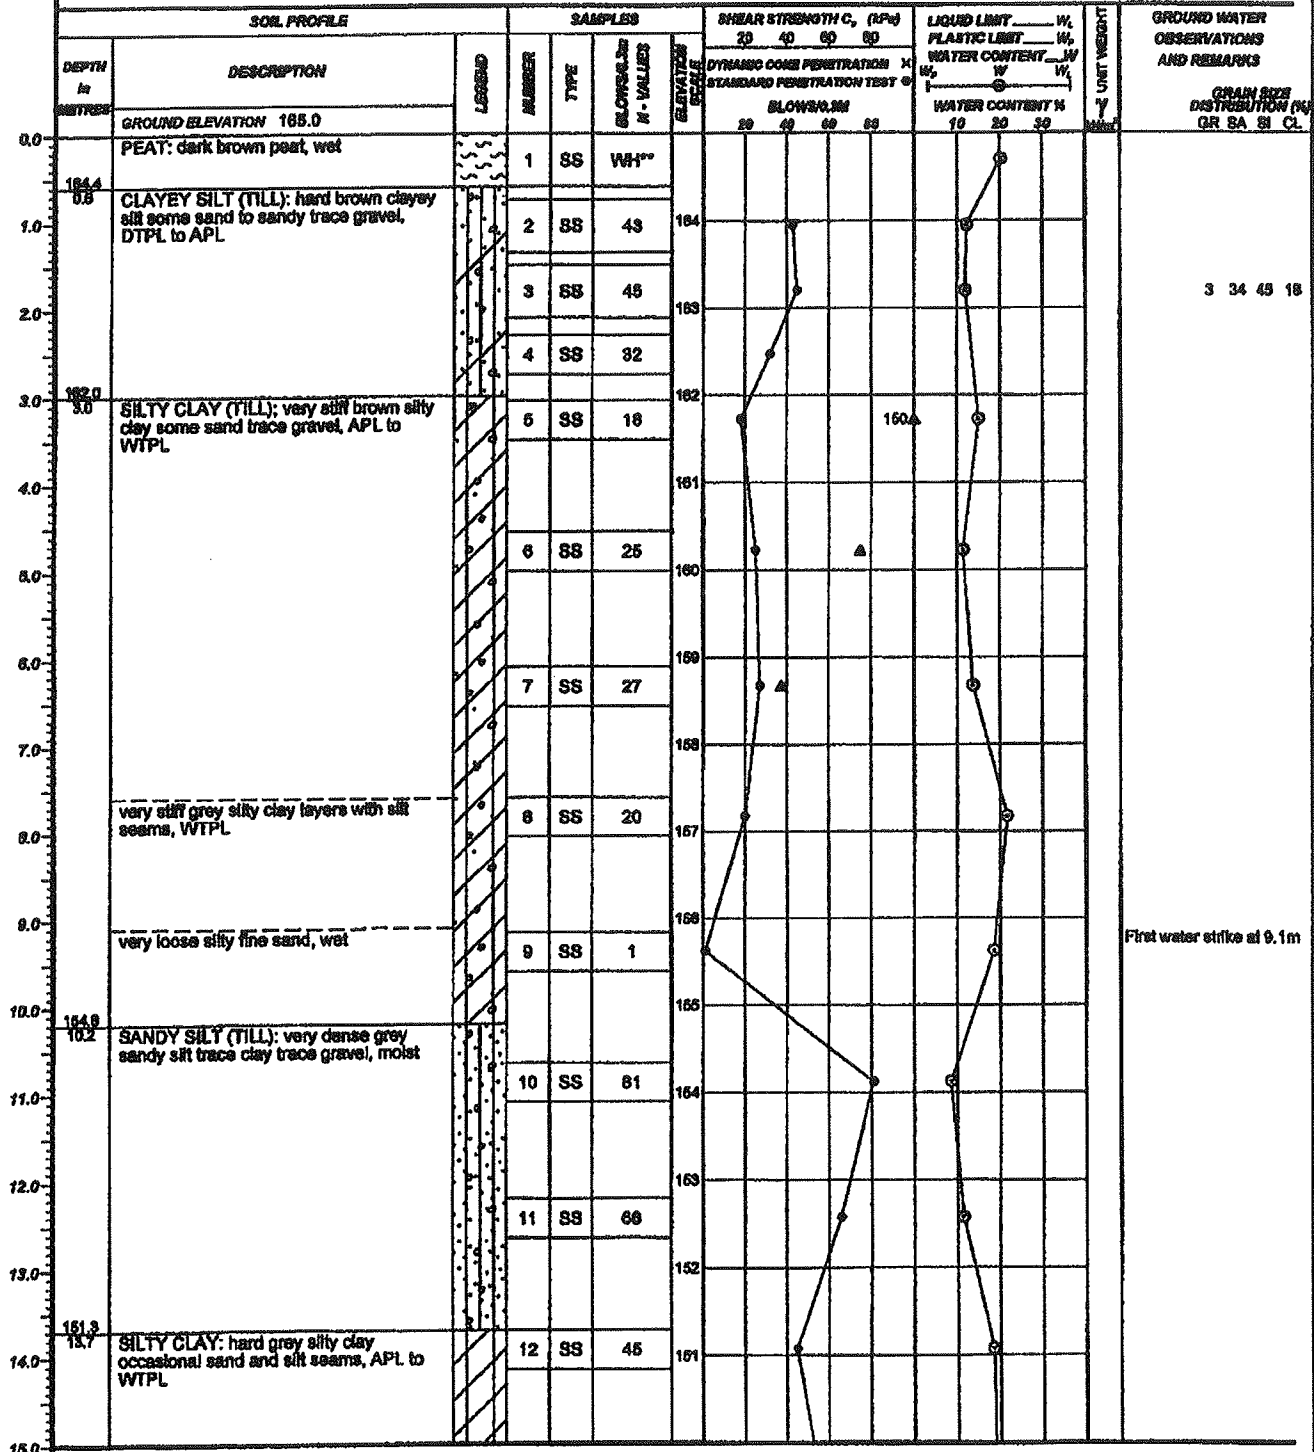 SOIL PROFILE
SAMPLES
SHEAR STRENGTH Cu (kPa)
20 40 60 80
LIQUID LIMIT WL
PLASTIC LIMIT WP
WATER CONTENT W
WP W WL
WATER CONTENT %
10 20 30
DYNAMIC CONE PENETRATION X
STANDARD PENETRATION TEST
BLOWS/0.3M
20 40 60 80
DEPTH
in
METRES
DESCRIPTION
LEGEND
NUMBER
TYPE
BLOWS/0.3m
N - VALUES
ELEVATION
SCALE
UNIT WEIGHT
γ
GROUND WATER
OBSERVATIONS
AND REMARKS
GRAIN SIZE
DISTRIBUTION (%)
GR SA SI CL
GROUND ELEVATION 165.0
0.0
PEAT: dark brown peat, wet
1 SS WH**
164.4
0.6
CLAYEY SILT (TILL): hard brown clayey
silt some sand to sandy trace gravel,
DTPL to APL
1.0
2 SS 43
164
3 SS 45
3 34 45 18
163
2.0
4 SS 32
162
162.0
3.0
3.0
SILTY CLAY (TILL): very stiff brown silty
clay some sand trace gravel, APL to
WTPL
5 SS 18
150
161
4.0
6 SS 25
160
5.0
159
6.0
7 SS 27
158
7.0
very stiff grey silty clay layers with silt
seams, WTPL
8 SS 20
157
8.0
156
9.0
very loose silty fine sand, wet
9 SS 1
First water strike at 9.1m
155
10.0
154.8
10.2
SANDY SILT (TILL): very dense grey
sandy silt trace clay trace gravel, moist
10 SS 81
154
11.0
153
12.0
11 SS 66
152
13.0
151.3
13.7
SILTY CLAY: hard grey silty clay
occasional sand and silt seams, APL to
WTPL
12 SS 45
151
14.0
15.0